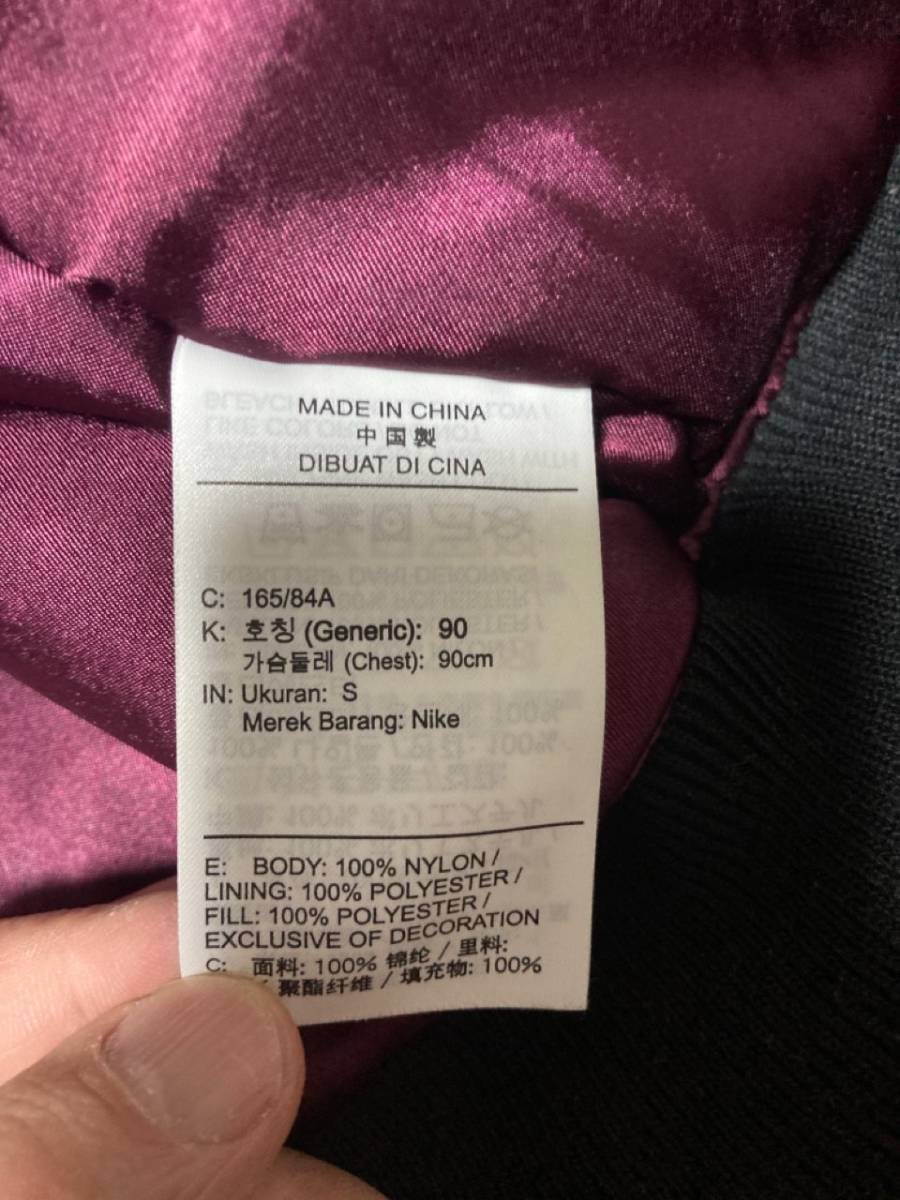 MADE IN CHINA
中国製
DIBUAT DI CINA
C: 165/84A
K: 호칭 (Generic): 90
가슴둘레 (Chest): 90cm
IN: Ukuran: S
Merek Barang: Nike
E: BODY: 100% NYLON /
LINING: 100% POLYESTER /
FILL: 100% POLYESTER /
EXCLUSIVE OF DECORATION
C: 面料: 100% 锦纶 / 里料:
聚酯纤维 / 填充物: 100%